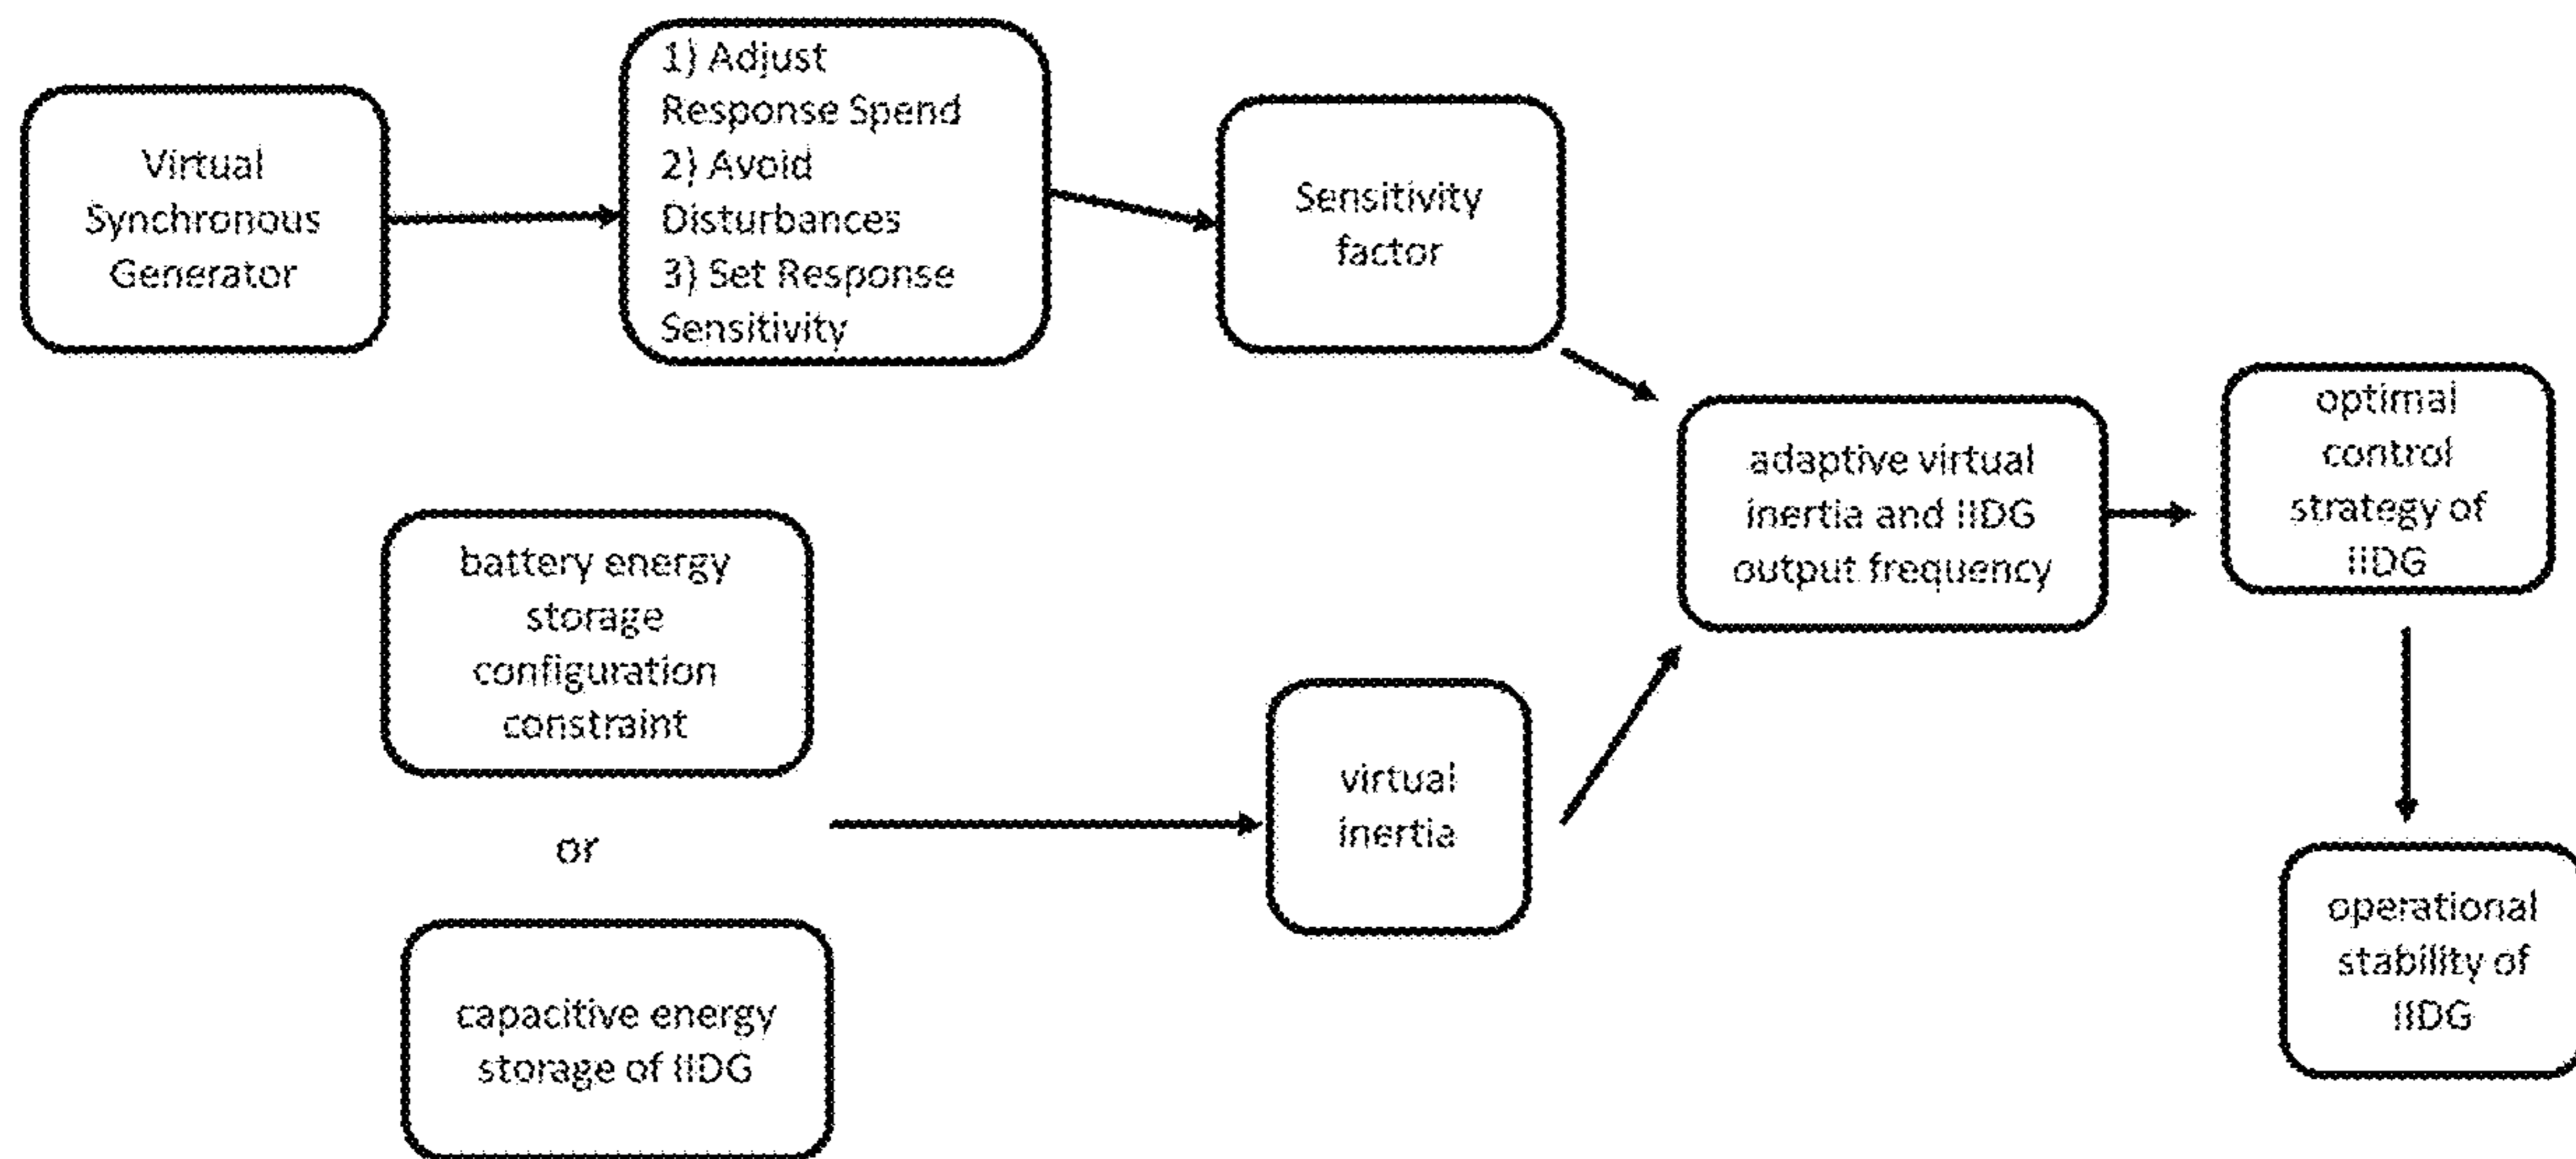 Virtual
Synchronous
Generator
1) Adjust
Response Spend
2) Avoid
Disturbances
3) Set Response
Sensitivity
Sensitivity
factor
battery energy
storage
configuration
constraint
or
capacitive energy
storage of IIDG
virtual
inertia
adaptive virtual
inertia and IIDG
output frequency
optimal
control
strategy of
IIDG
operational
stability of
IIDG